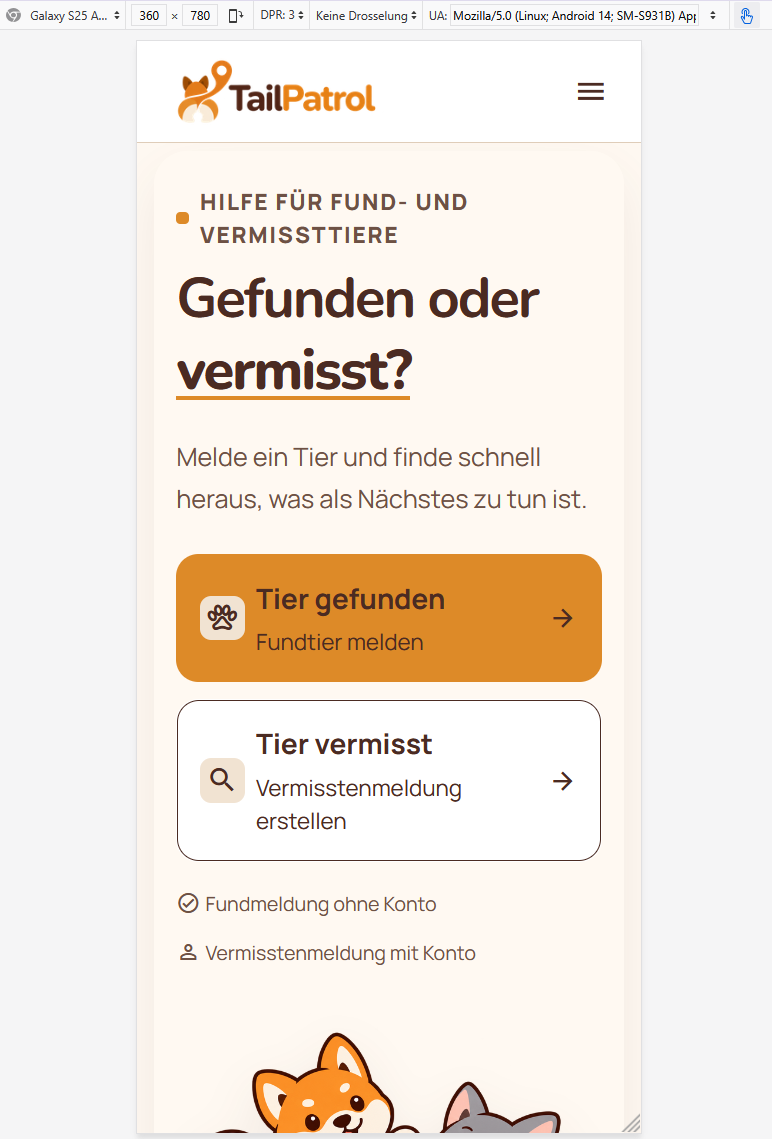 Galaxy S25 A... 360 × 780 DPR: 3 Keine Drosselung UA: Mozilla/5.0 (Linux; Android 14; SM-S931B) App
TailPatrol
HILFE FÜR FUND- UND
VERMISSTTIERE
Gefunden oder
vermisst?
Melde ein Tier und finde schnell
heraus, was als Nächstes zu tun ist.
Tier gefunden
Fundtier melden
Tier vermisst
Vermisstenmeldung
erstellen
Fundmeldung ohne Konto
Vermisstenmeldung mit Konto